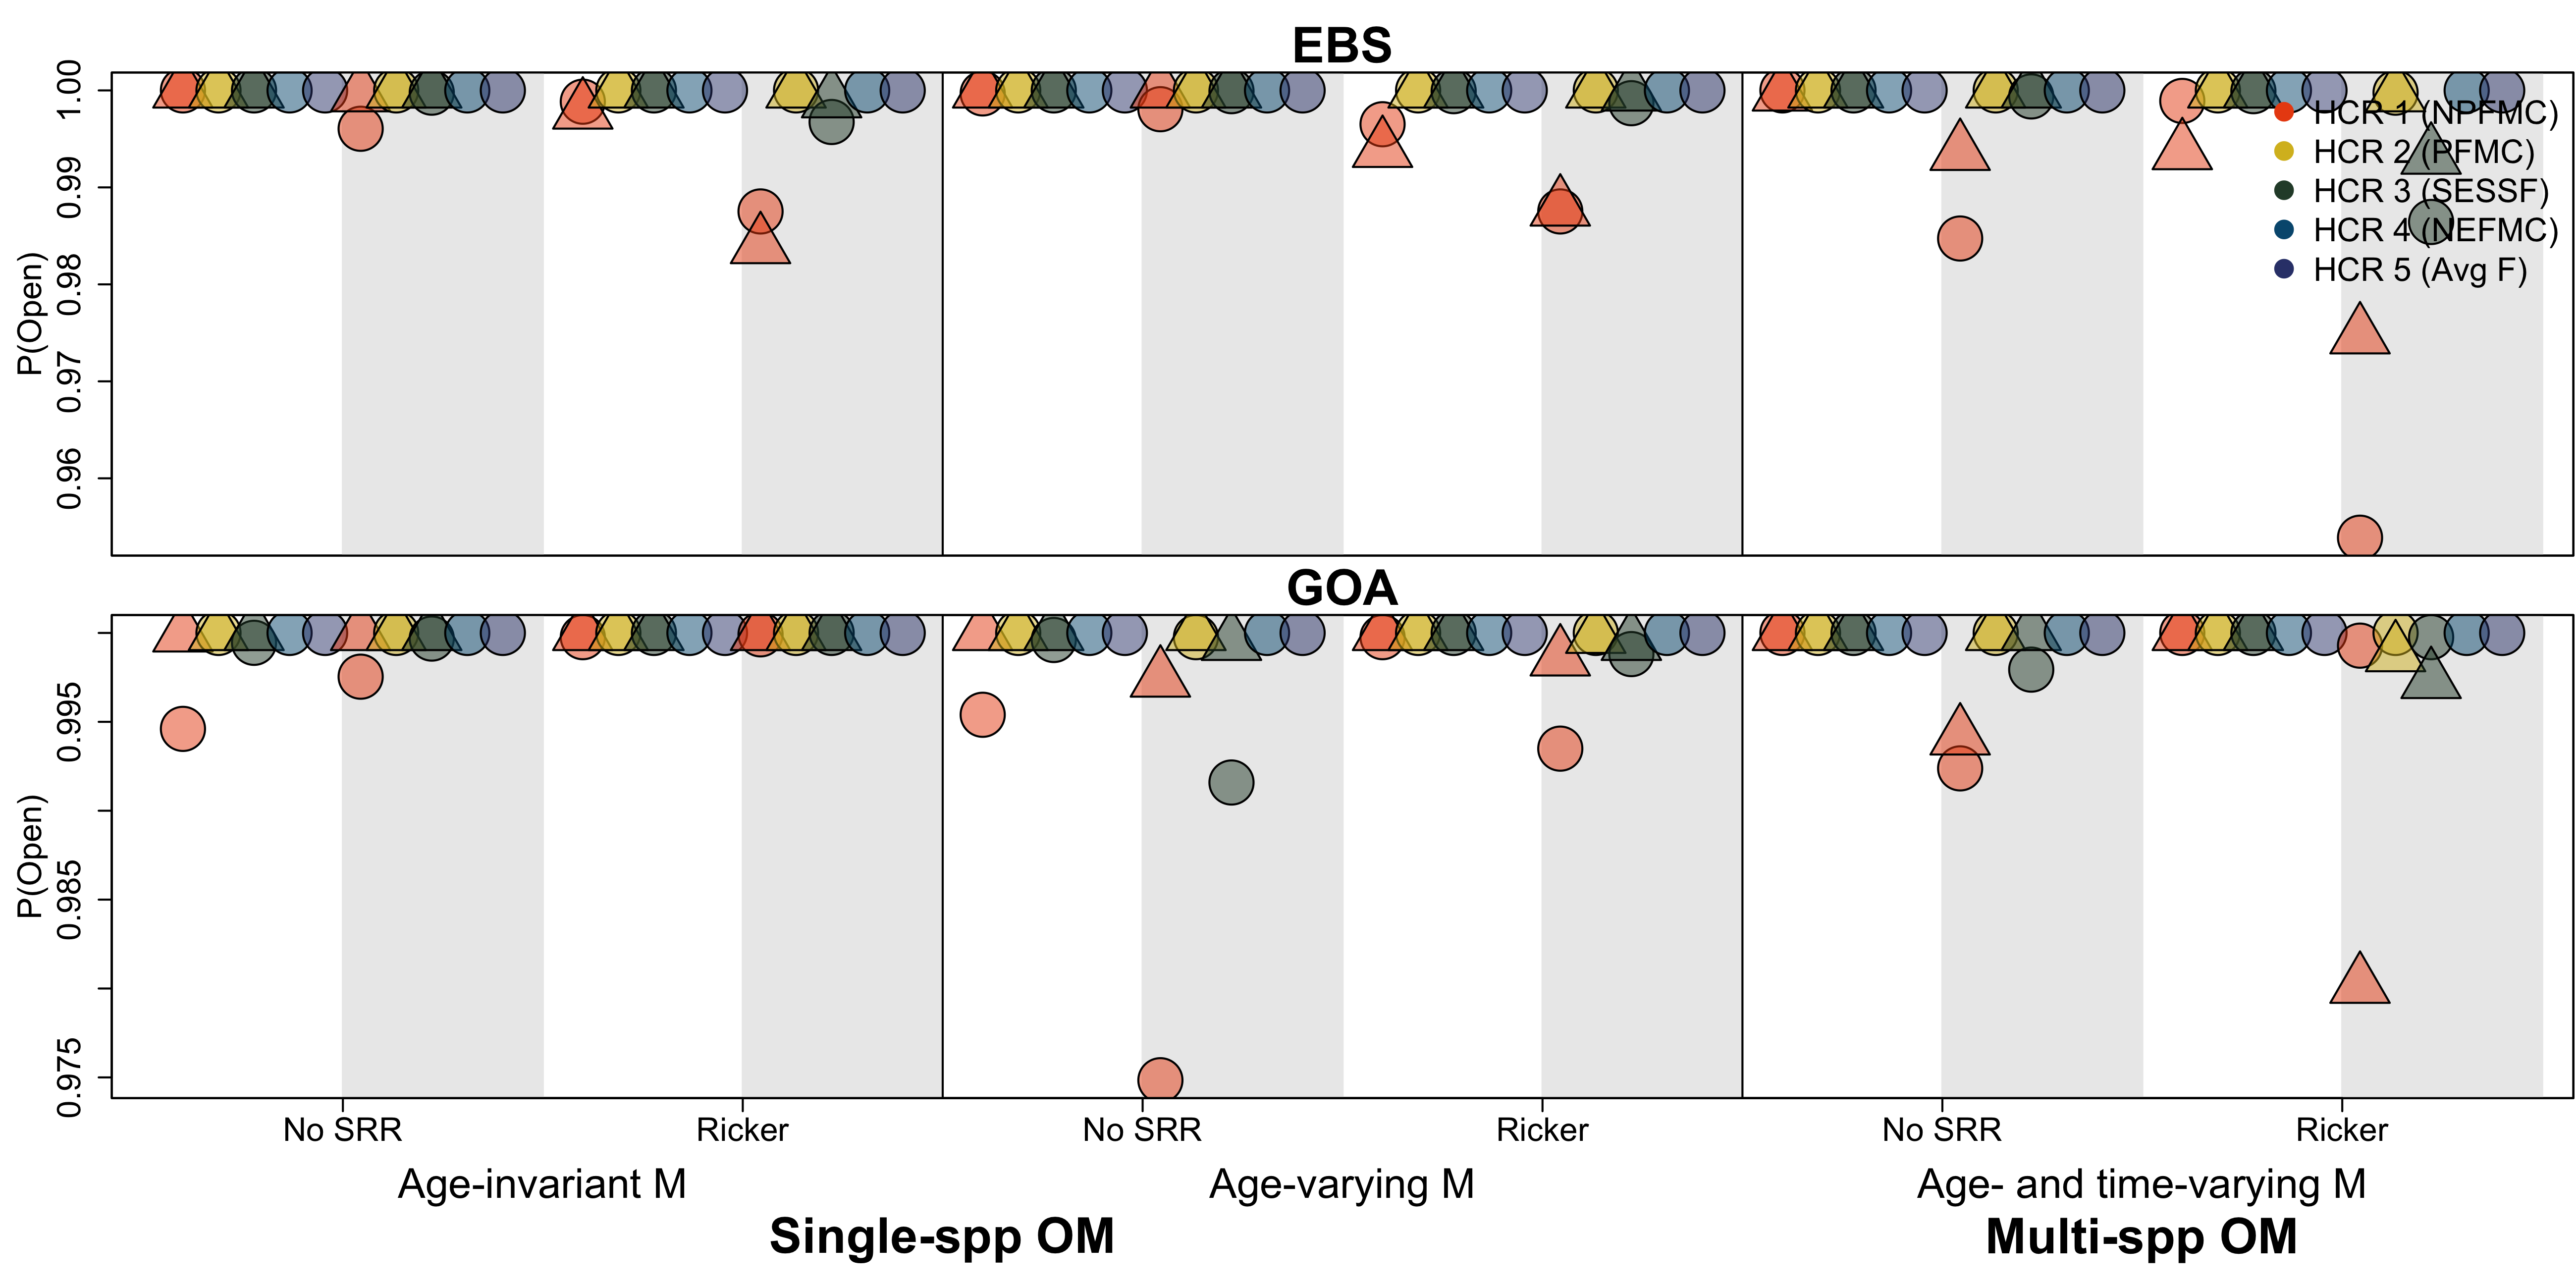 EBS
P(Open)
1.00
0.99
0.98
0.97
0.96
HCR 1 (NPFMC)
HCR 2 (PFMC)
HCR 3 (SESSF)
HCR 4 (NEFMC)
HCR 5 (Avg F)
GOA
P(Open)
0.995
0.985
0.975
No SRR Ricker No SRR Ricker No SRR Ricker
Age-invariant M Age-varying M Age- and time-varying M
Single-spp OM Multi-spp OM